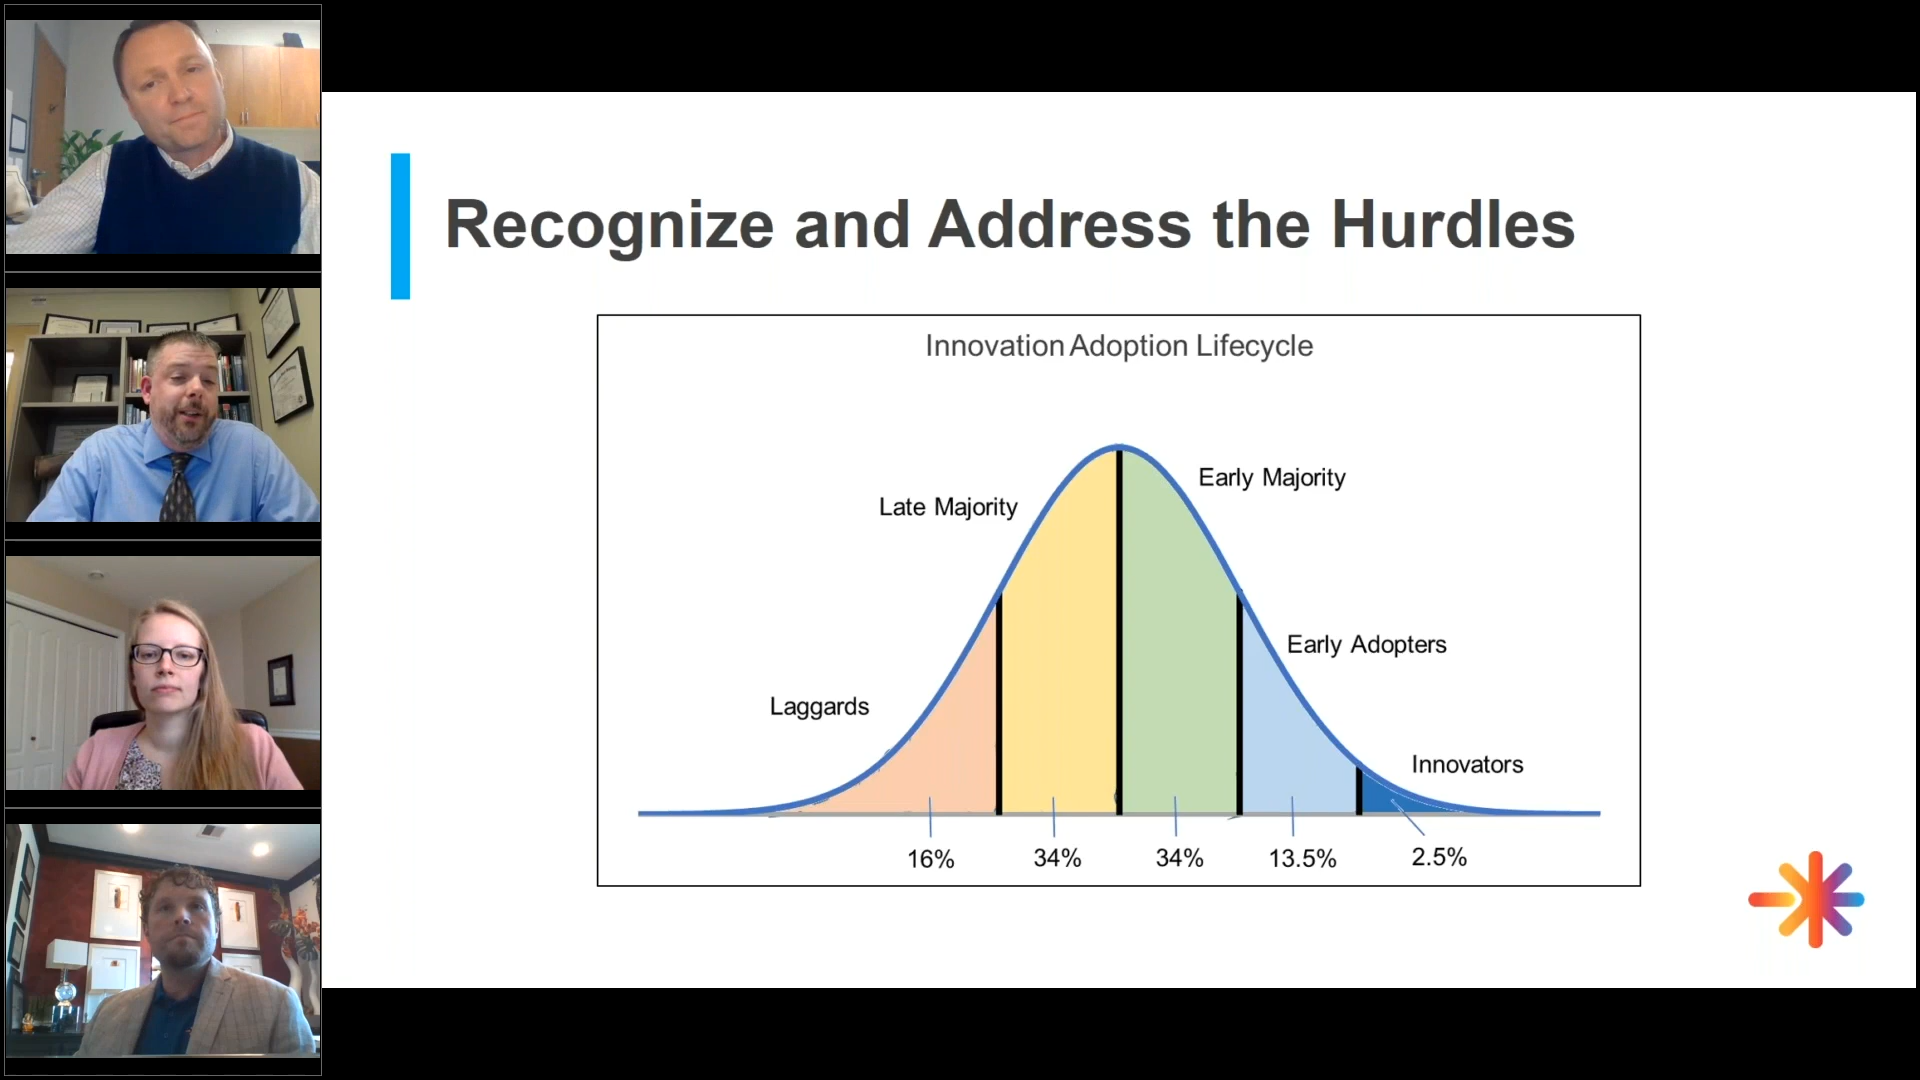 Recognize and Address the Hurdles
Innovation Adoption Lifecycle
Early Majority
Late Majority
Early Adopters
Laggards
Innovators
16%
34%
34%
13.5%
2.5%